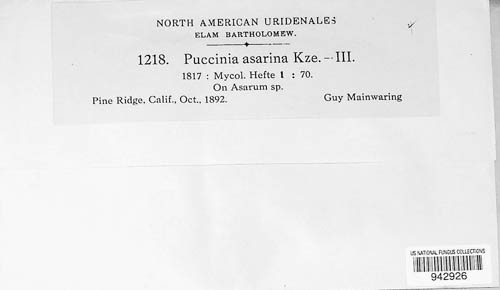 NORTH AMERICAN URIDENALES
ELAM BARTHOLOMEW.
1218. Puccinia asarina Kze. – III.
1817 : Mycol. Hefte 1 : 70.
On Asarum sp.
Pine Ridge, Calif., Oct., 1892. Guy Mainwaring
US NATIONAL FUNGUS COLLECTIONS
942926